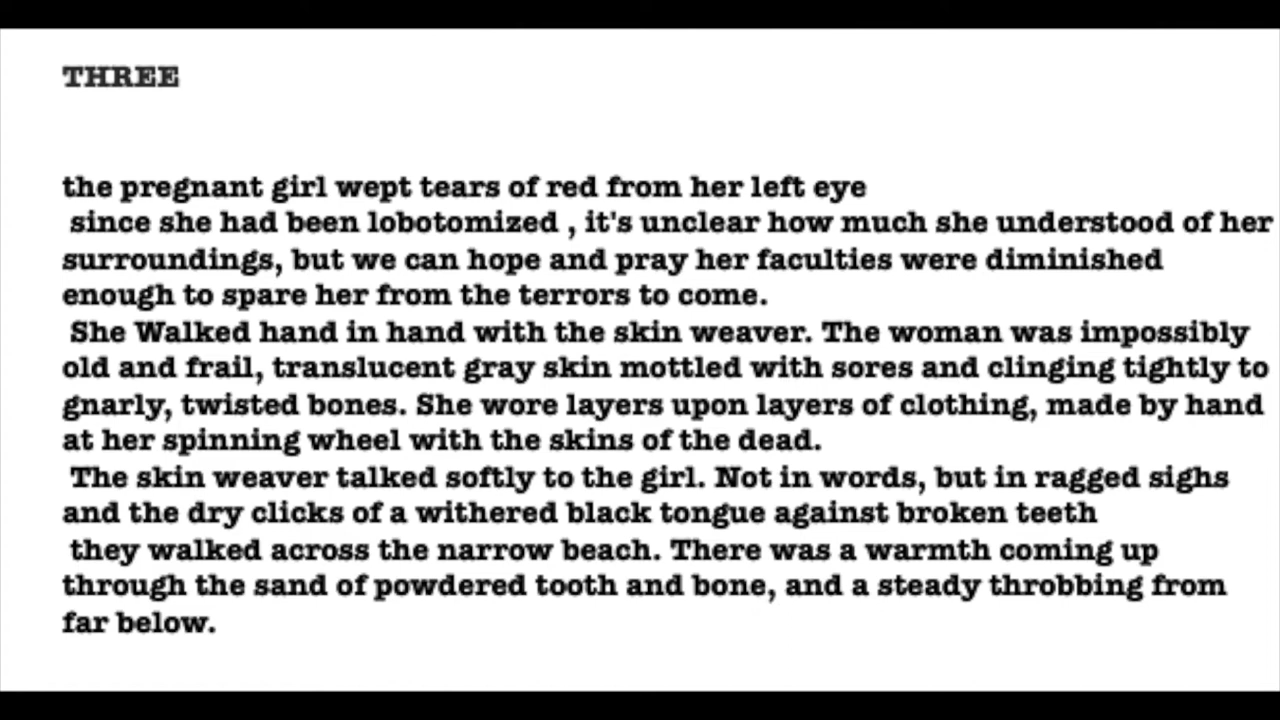 THREE
the pregnant girl wept tears of red from her left eye
since she had been lobotomized , it's unclear how much she understood of her
surroundings, but we can hope and pray her faculties were diminished
enough to spare her from the terrors to come.
She Walked hand in hand with the skin weaver. The woman was impossibly
old and frail, translucent gray skin mottled with sores and clinging tightly to
gnarly, twisted bones. She wore layers upon layers of clothing, made by hand
at her spinning wheel with the skins of the dead.
The skin weaver talked softly to the girl. Not in words, but in ragged sighs
and the dry clicks of a withered black tongue against broken teeth
they walked across the narrow beach. There was a warmth coming up
through the sand of powdered tooth and bone, and a steady throbbing from
far below.